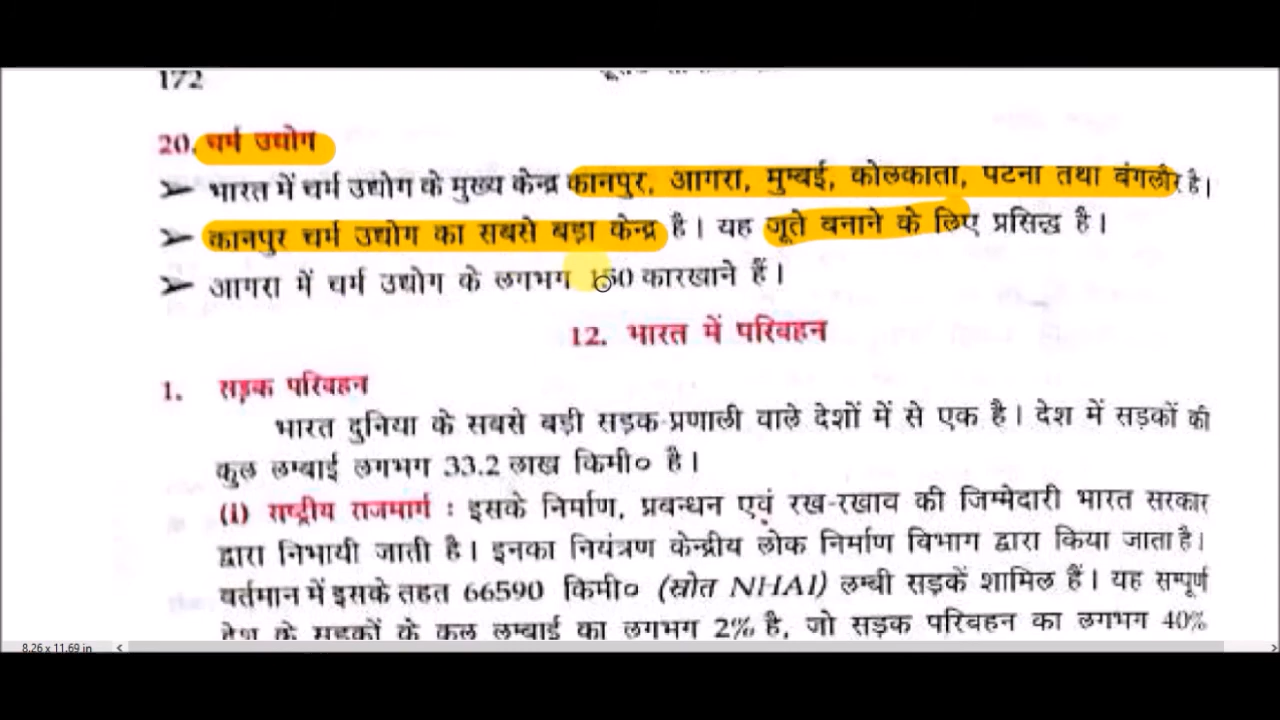 172
20. चर्म उद्योग
➢ भारत में चर्म उद्योग के मुख्य केन्द्र कानपुर, आगरा, मुम्बई, कोलकाता, पटना तथा बंगलौर है।
➢ कानपुर चर्म उद्योग का सबसे बड़ा केन्द्र है। यह जूते बनाने के लिए प्रसिद्ध है।
➢ आगरा में चर्म उद्योग के लगभग 150 कारखाने हैं।
12. भारत में परिवहन
1. सड़क परिवहन
भारत दुनिया के सबसे बड़ी सड़क-प्रणाली वाले देशों में से एक है। देश में सड़कों की
कुल लम्बाई लगभग 33.2 लाख किमी० है।
(i) राष्ट्रीय राजमार्ग : इसके निर्माण, प्रबन्धन एवं रख-रखाव की जिम्मेदारी भारत सरकार
द्वारा निभायी जाती है। इनका नियंत्रण केन्द्रीय लोक निर्माण विभाग द्वारा किया जाता है।
वर्तमान में इसके तहत 66590 किमी० (स्रोत NHAI) लम्बी सड़कें शामिल हैं। यह सम्पूर्ण
देश के सड़कों के कुल लम्बाई का लगभग 2% है, जो सड़क परिवहन का लगभग 40%
8.26 x 11.69 in